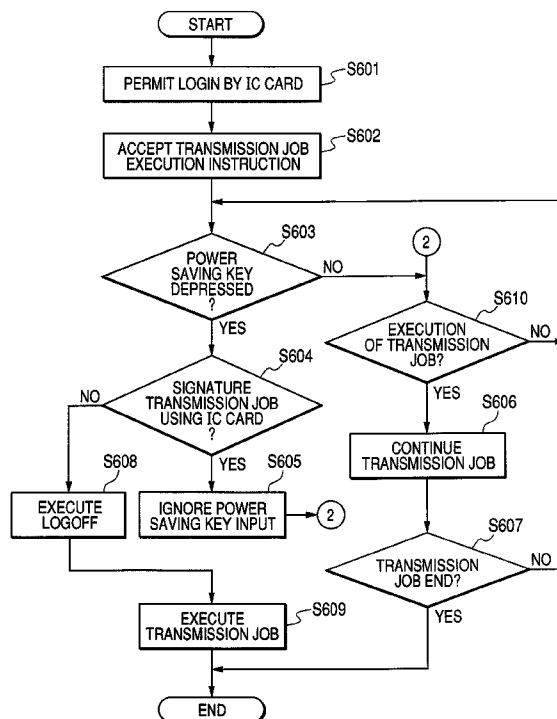 START
PERMIT LOGIN BY IC CARD
S601
ACCEPT TRANSMISSION JOB
EXECUTION INSTRUCTION
S602
POWER
SAVING KEY
DEPRESSED
?
S603
NO
YES
2
SIGNATURE
TRANSMISSION JOB
USING IC CARD
?
S604
NO
YES
EXECUTION
OF TRANSMISSION
JOB?
S610
NO
YES
S606
CONTINUE
TRANSMISSION JOB
S608
EXECUTE
LOGOFF
S605
IGNORE POWER
SAVING KEY INPUT
2
S607
TRANSMISSION
JOB END?
NO
YES
EXECUTE
TRANSMISSION JOB
S609
END